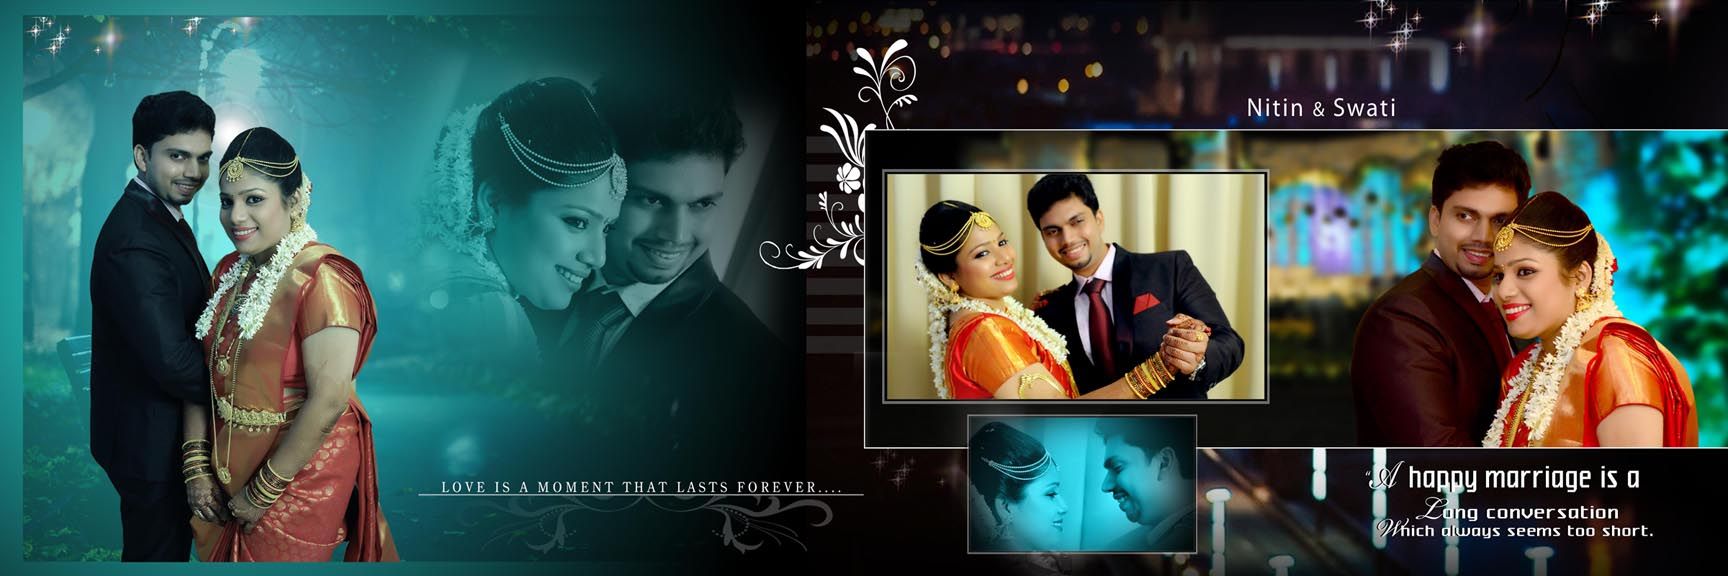 LOVE IS A MOMENT THAT LASTS FOREVER....
Nitin & Swati
"A happy marriage is a
Long conversation
Which always seems too short.